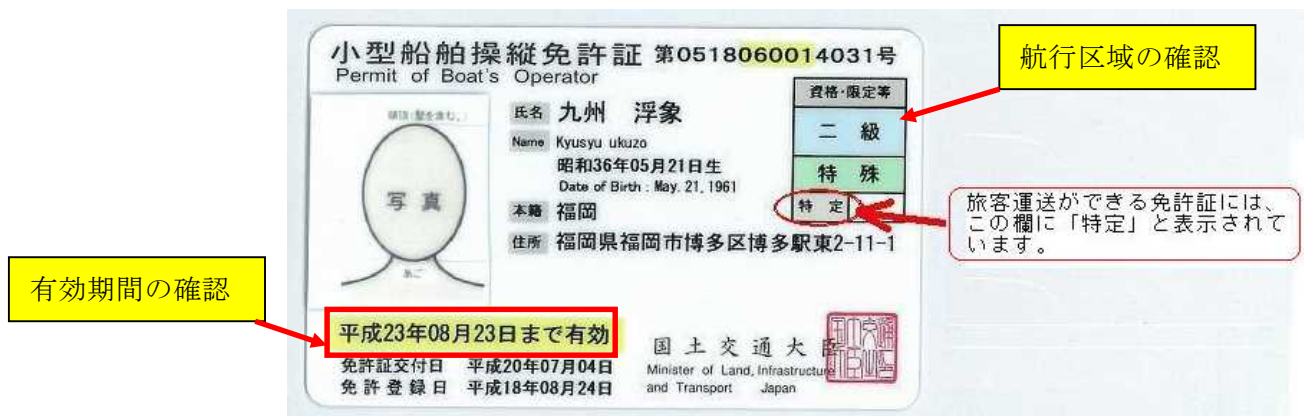 小型船舶操縦免許証 第0518060014031号
Permit of Boat's Operator
航行区域の確認
資格・限定等
氏名 九州 浮象
二 級
Name Kyusyu ukuzo
昭和36年05月21日生
特 殊
Date of Birth : May. 21, 1961
写 真
特 定
旅客運送ができる免許証には、
この欄に「特定」と表示されて
います。
本籍 福岡
住所 福岡県福岡市博多区博多駅東2-11-1
あご
有効期間の確認
平成23年08月23日まで有効
国土交通大臣
免許証交付日 平成20年07月04日
Minister of Land, Infrastructure
免許登録日 平成18年08月24日
and Transport Japan